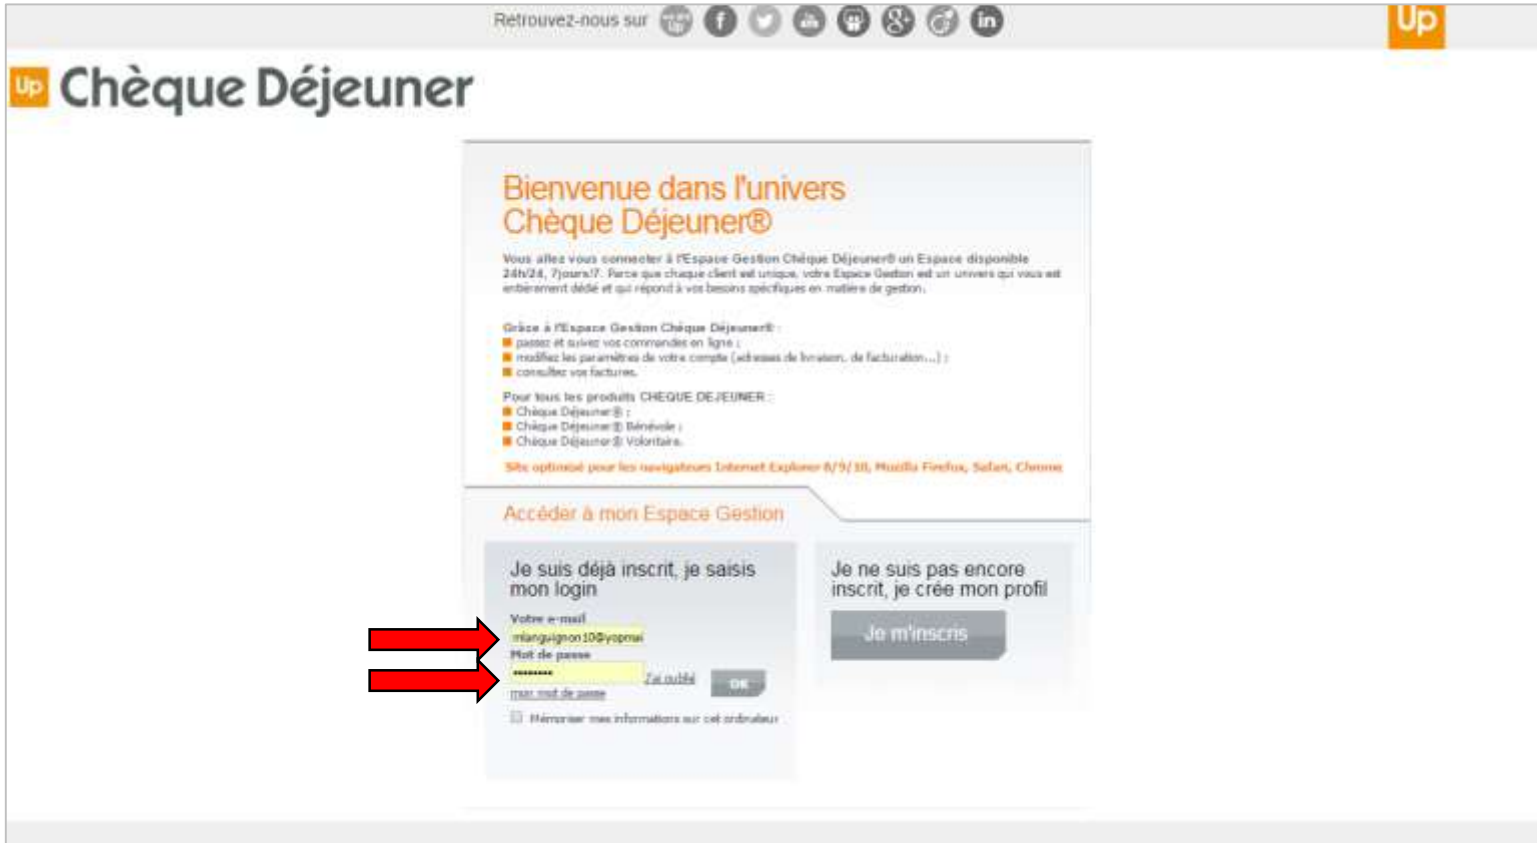 Retrouvez-nous sur
Up
Up Chèque Déjeuner
Bienvenue dans l'univers
Chèque Déjeuner®
Vous allez vous connecter à l'Espace Gestion Chèque Déjeuner® un Espace disponible
24h/24, 7jours/7. Parce que chaque client est unique, votre Espace Gestion est un univers qui vous est
entièrement dédié et qui répond à vos besoins spécifiques en matière de gestion.
Grâce à l'Espace Gestion Chèque Déjeuner® :
passez et suivez vos commandes en ligne ;
modifiez les paramètres de votre compte (adresses de livraison, de facturation...) ;
consultez vos factures.
Pour tous les produits CHEQUE DEJEUNER :
Chèque Déjeuner® ;
Chèque Déjeuner® Bénévole ;
Chèque Déjeuner® Volontaire.
Site optimisé pour les navigateurs Internet Explorer 8/9/10, Mozilla Firefox, Safari, Chrome
Accéder à mon Espace Gestion
Je suis déjà inscrit, je saisis
mon login
Votre e-mail
mlanguignon10@yopmai
Mot de passe
••••••••
J'ai oublié
mon mot de passe
OK
Mémoriser mes informations sur cet ordinateur
Je ne suis pas encore
inscrit, je crée mon profil
Je m'inscris